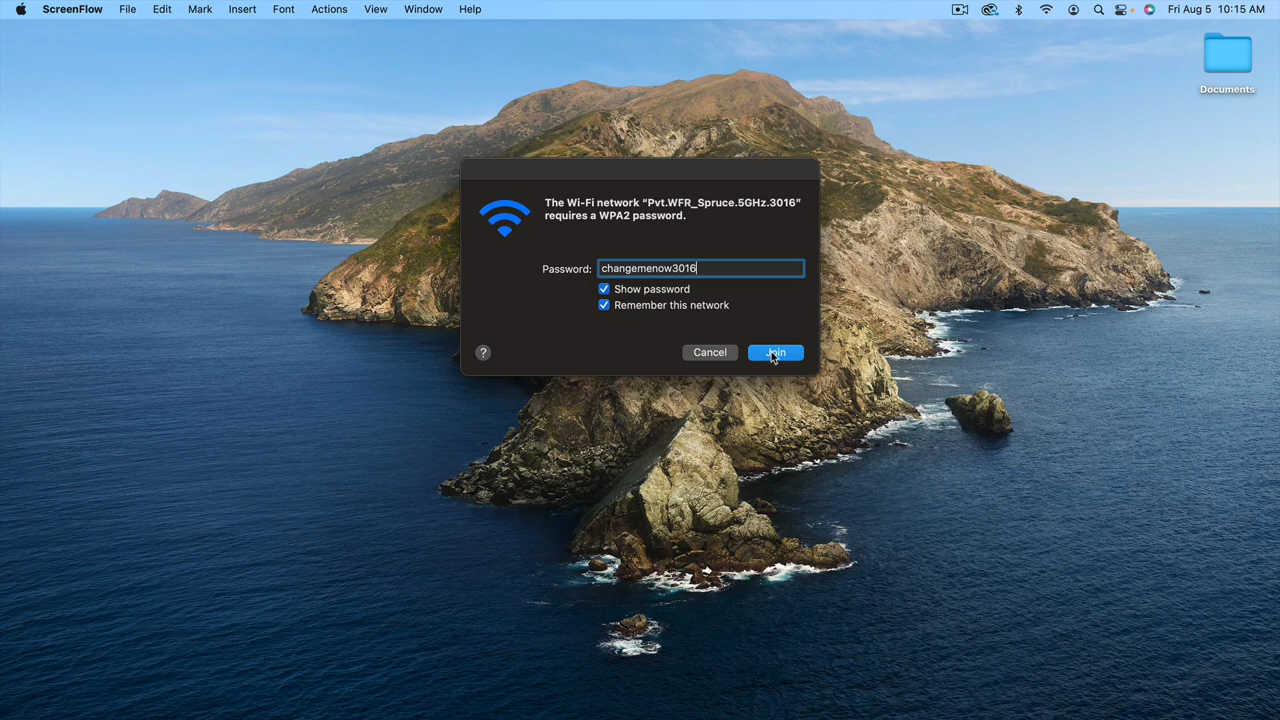 ScreenFlow File Edit Mark Insert Font Actions View Window Help Fri Aug 5 10:15 AM
Documents
The Wi-Fi network “Pvt.WFR_Spruce.5GHz.3016”
requires a WPA2 password.
Password: changemenow3016
Show password
Remember this network
? Cancel Join